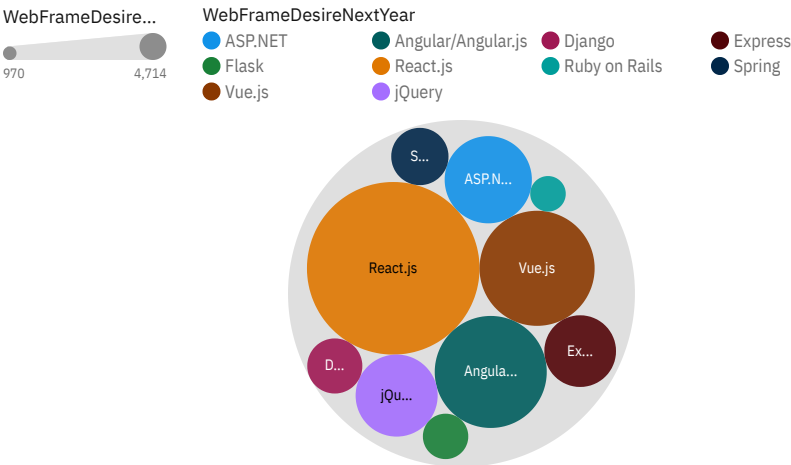 WebFrameDesire...
970
4,714
WebFrameDesireNextYear
ASP.NET
Angular/Angular.js
Django
Express
Flask
React.js
Ruby on Rails
Spring
Vue.js
jQuery
S...
ASP.N...
React.js
Vue.js
Ex...
D...
Angula...
jQu...